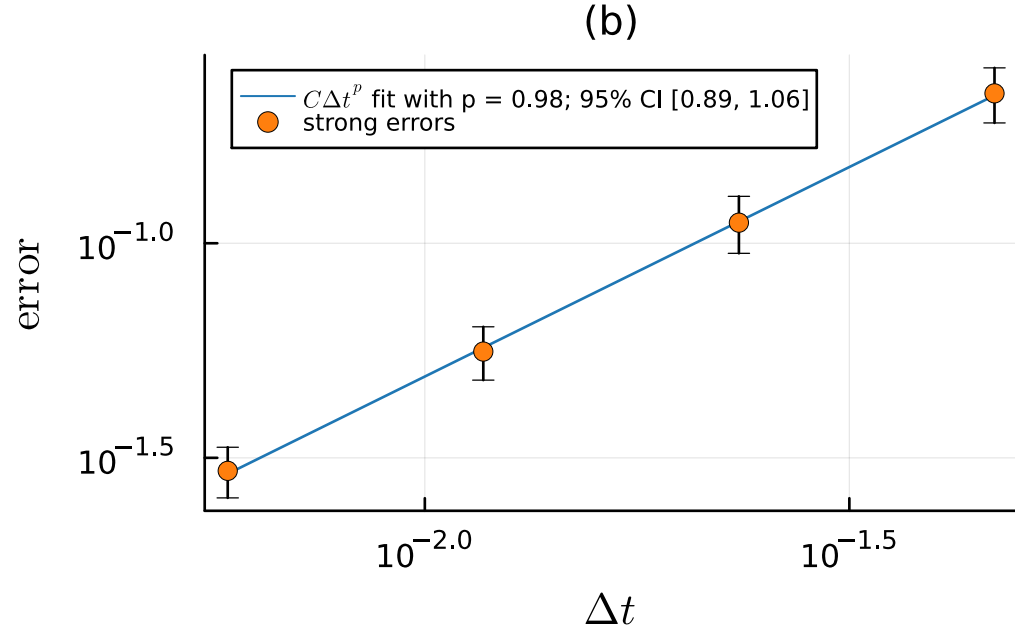 (b)
CΔt^p fit with p = 0.98; 95% CI [0.89, 1.06]
strong errors
error
10^−1.0
10^−1.5
10^−2.0
10^−1.5
Δt